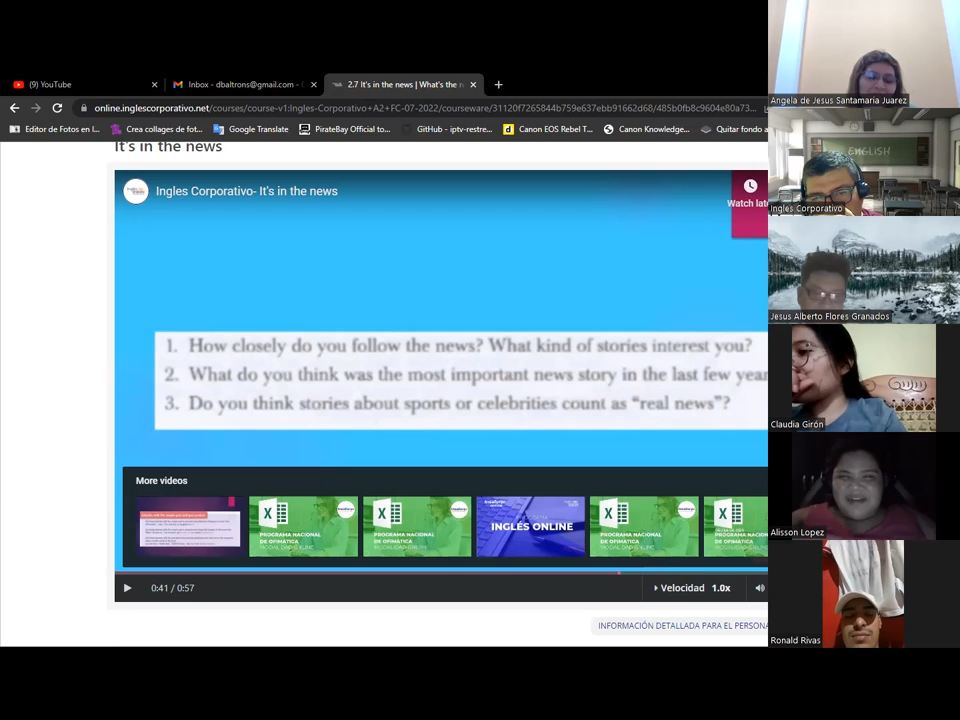 (9) YouTube
Inbox - dbaltrons@gmail.com -
2.7 It's in the news | What's the
online.inglescorporativo.net/courses/course-v1:Ingles-Corporativo+A2+FC-07-2022/courseware/31120f7265844b759e637ebb91662d68/485b0fb8c9604e80a73...
Editor de Fotos en l...
Crea collages de fot...
Google Translate
PirateBay Official to...
GitHub - iptv-restre...
Canon EOS Rebel T...
Canon Knowledge...
Quitar fondo a
It's in the news
Ingles Corporativo- It's in the news
Watch late
1. How closely do you follow the news? What kind of stories interest you?
2. What do you think was the most important news story in the last few year
3. Do you think stories about sports or celebrities count as "real news"?
More videos
PROGRAMA NACIONAL
DE OFIMÁTICA
PROGRAMA NACIONAL
DE OFIMÁTICA
INGLÉS ONLINE
PROGRAMA NACIONAL
DE OFIMÁTICA
PROGRAMA NACIONAL
DE OFIMÁTICA
0:41 / 0:57
Velocidad 1.0x
INFORMACIÓN DETALLADA PARA EL PERSONA
Angela de Jesus Santamaria Juarez
ENGLISH
Ingles Corporativo
Jesus Alberto Flores Granados
Claudia Girón
Alisson Lopez
Ronald Rivas